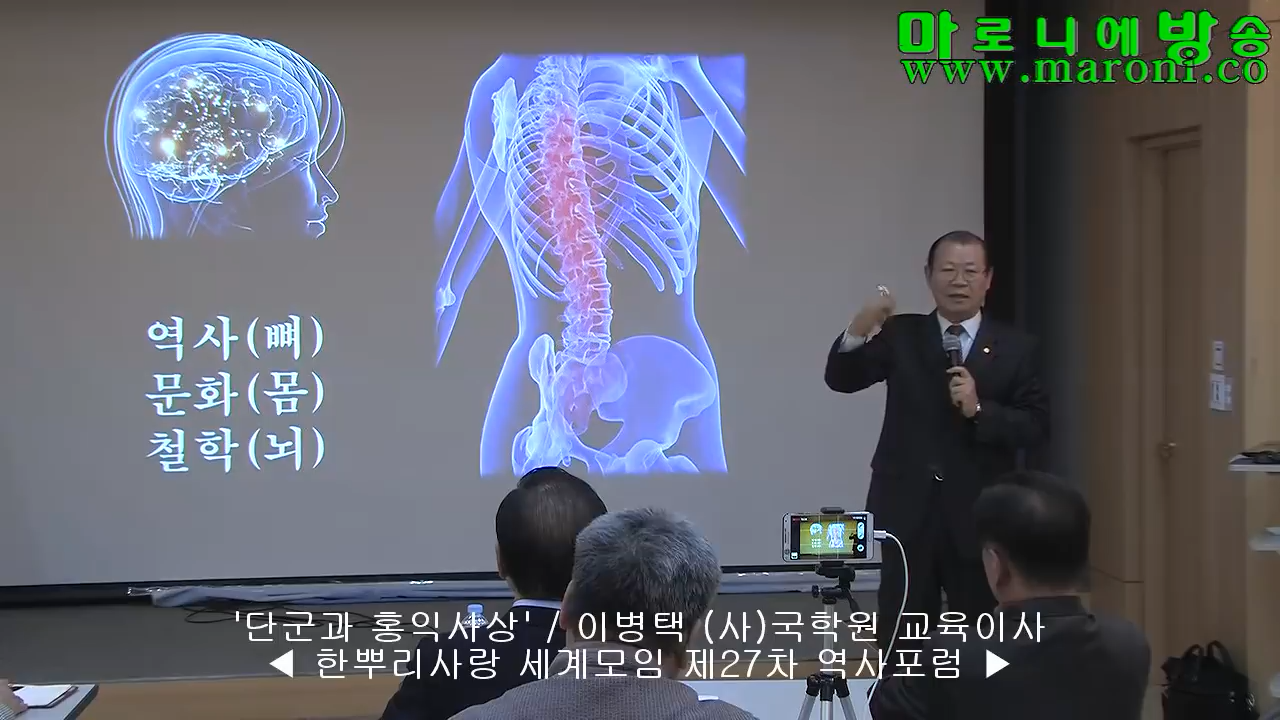 마로니에방송
www.maroni.co
역사(뼈)
문화(몸)
철학(뇌)
'단군과 홍익사상' / 이병택 (사)국학원 교육이사
◀ 한뿌리사랑 세계모임 제27차 역사포럼 ▶